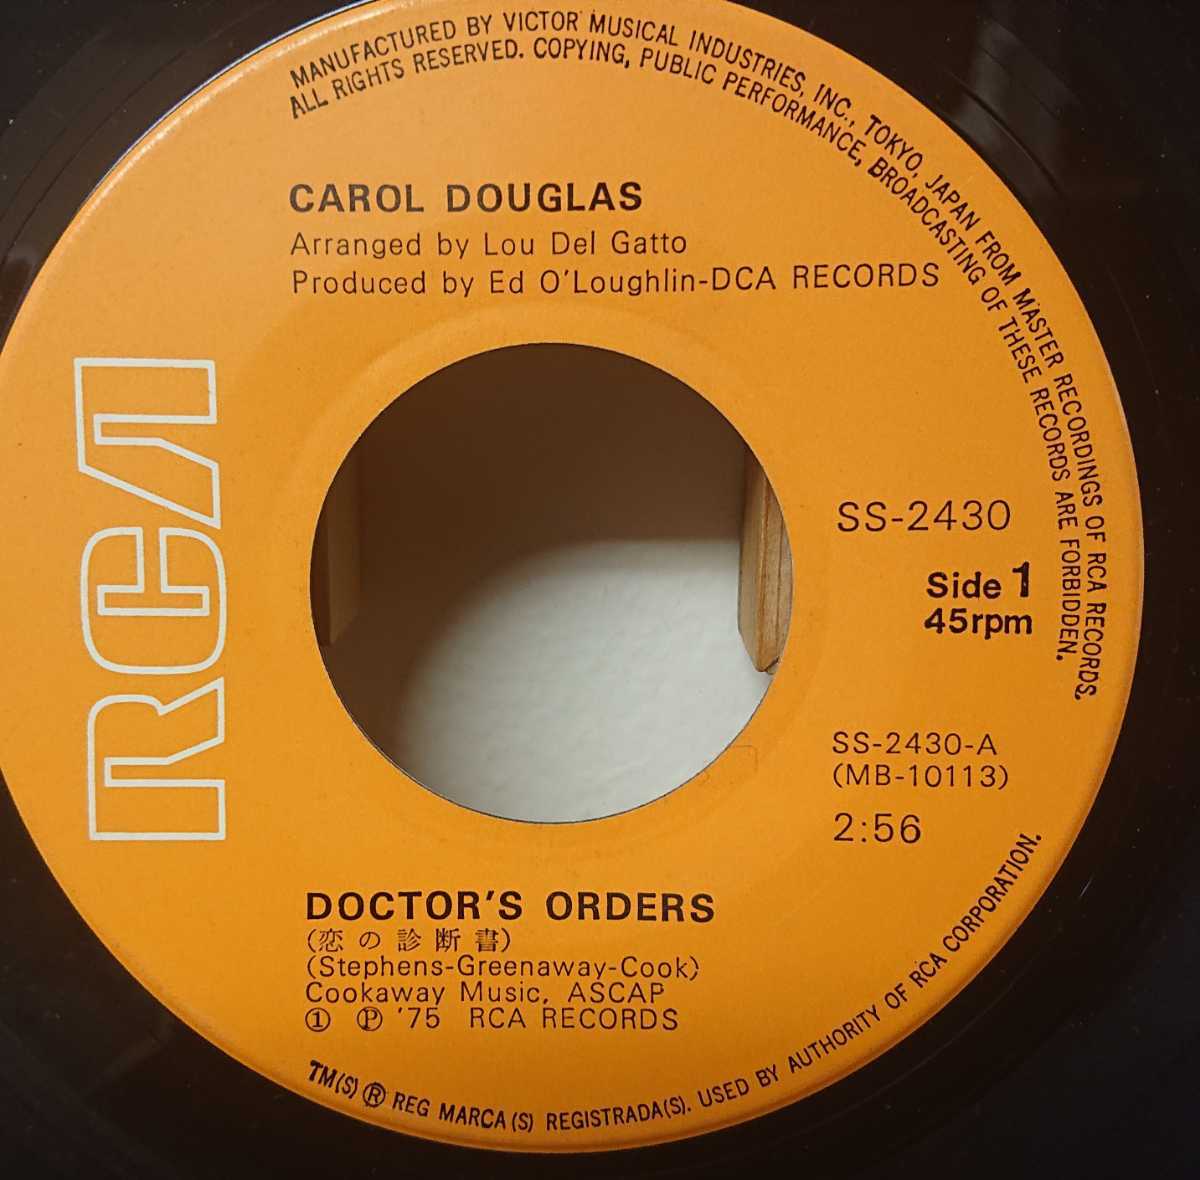 MANUFACTURED BY VICTOR MUSICAL INDUSTRIES, INC., TOKYO, JAPAN FROM MASTER RECORDINGS OF RCA RECORDS.
ALL RIGHTS RESERVED. COPYING, PUBLIC PERFORMANCE, BROADCASTING OF THESE RECORDS ARE FORBIDDEN.
CAROL DOUGLAS
Arranged by Lou Del Gatto
Produced by Ed O'Loughlin-DCA RECORDS
RCA
SS-2430
Side 1
45rpm
SS-2430-A
(MB-10113)
2:56
DOCTOR'S ORDERS
(恋の診断書)
(Stephens-Greenaway-Cook)
Cookaway Music, ASCAP
① Ⓟ '75 RCA RECORDS
TM(S) ® REG MARCA(S) REGISTRADA(S). USED BY AUTHORITY OF RCA CORPORATION.